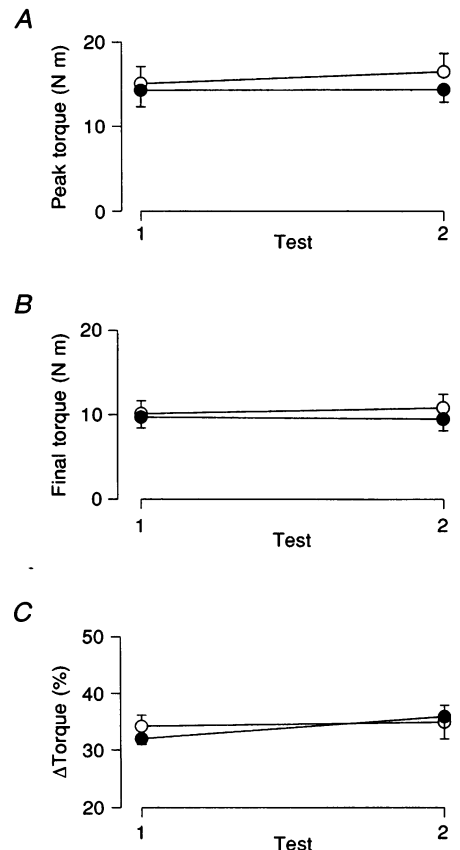 A
Peak torque (N m)
20
10
0
1
2
Test
B
Final torque (N m)
20
10
0
1
2
Test
C
ΔTorque (%)
50
40
30
20
1
2
Test